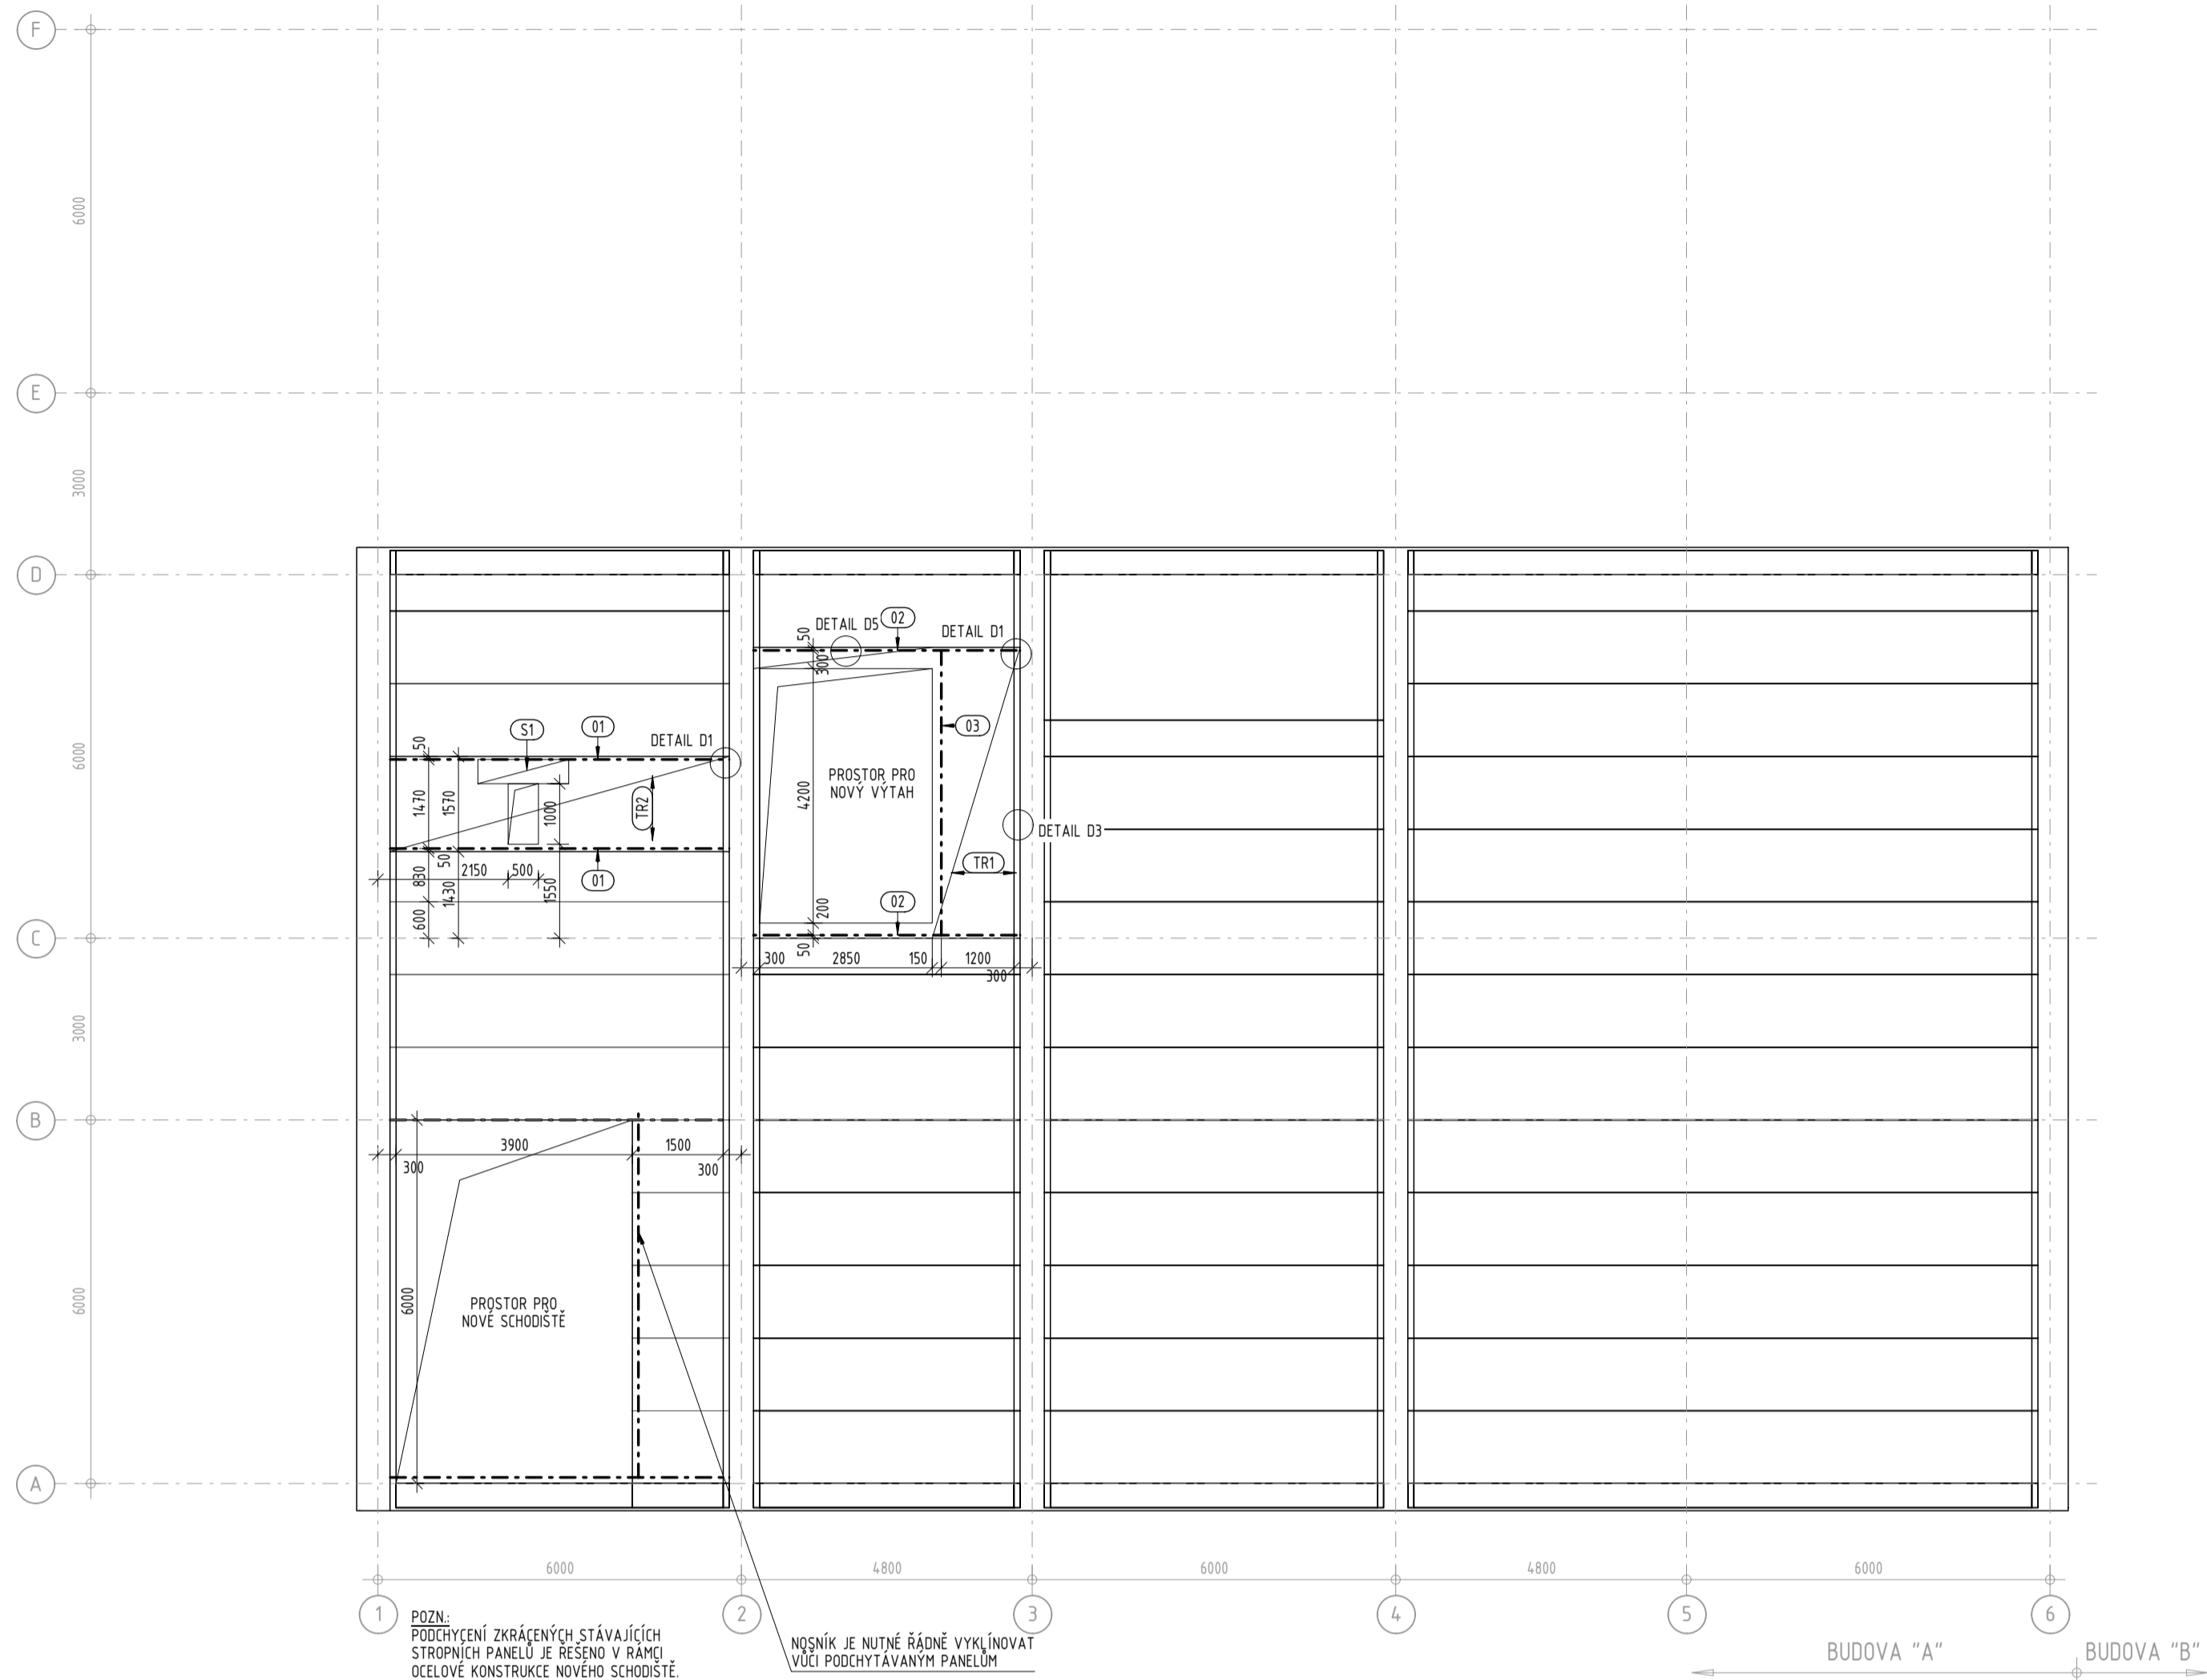 F
6000
E
3000
D
DETAIL D5
02
DETAIL D1
50
300
S1
01
DETAIL D1
03
50
6000
PROSTOR PRO
NOVÝ VÝTAH
4200
1470
1570
1000
TR2
DETAIL D3
50
2150
500
830
1430
1550
01
TR1
600
02
200
C
50
300
2850
150
1200
300
3000
B
3900
1500
300
300
6000
6000
PROSTOR PRO
NOVÉ SCHODIŠTĚ
A
6000
4800
6000
4800
6000
1
2
3
4
5
6
POZN.:
PODCHYCENÍ ZKRÁCENÝCH STÁVAJÍCÍCH
STROPNÍCH PANELŮ JE ŘEŠENO V RÁMCI
OCELOVÉ KONSTRUKCE NOVÉHO SCHODIŠTĚ.
NOSNÍK JE NUTNÉ ŘÁDNĚ VYKLÍNOVAT
VŮČI PODCHYTÁVANÝM PANELŮM
BUDOVA "A"
BUDOVA "B"